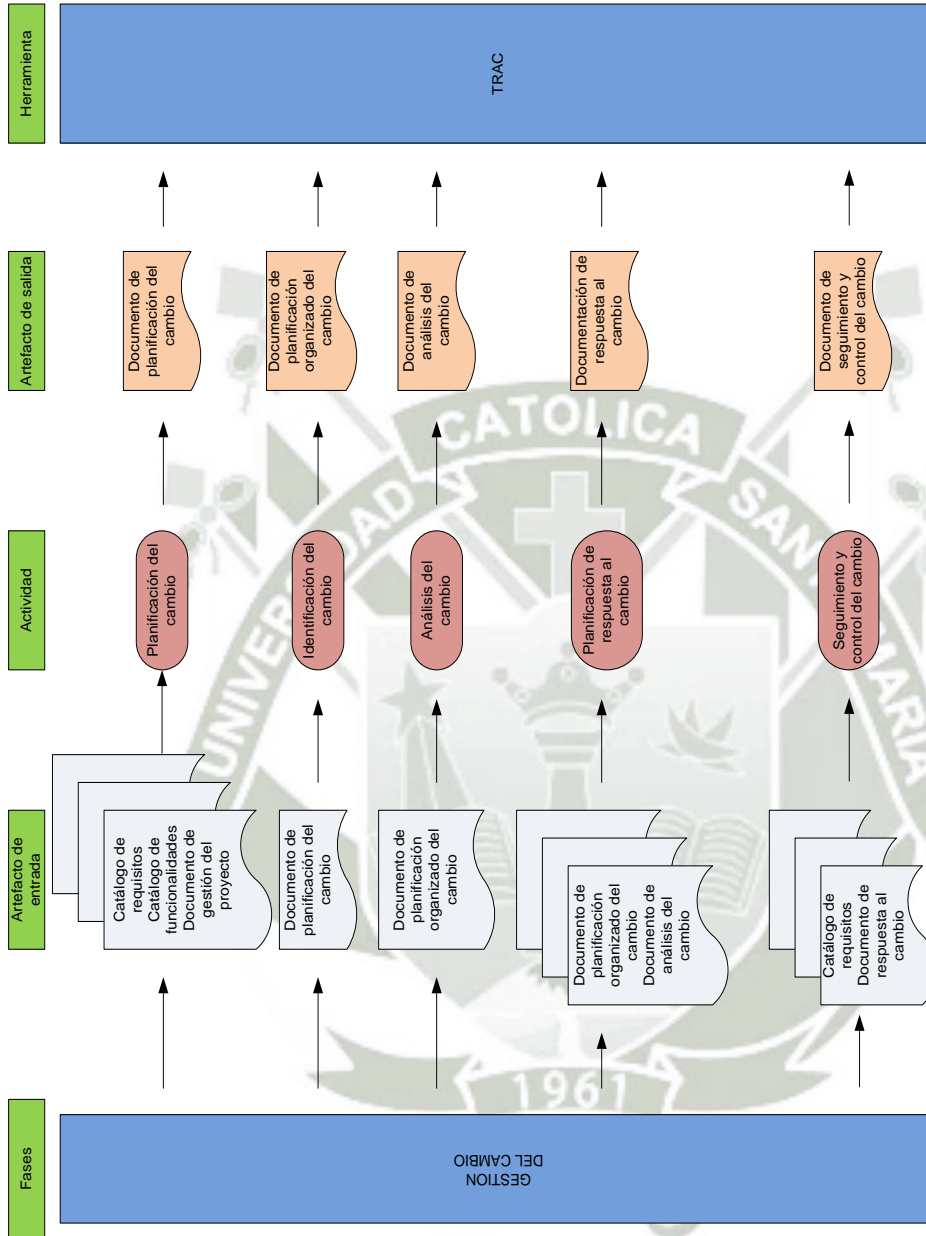 Fases
Artefacto de
entrada
Actividad
Artefacto de salida
Herramienta
GESTION
DEL CAMBIO
Catálogo de
requisitos
Catálogo de
funcionalidades
Documento de
gestión del
proyecto
Planificación del
cambio
Documento de
planificación del
cambio
Documento de
planificación del
cambio
Identificación del
cambio
Documento de
planificación
organizado del
cambio
Documento de
planificación
organizado del
cambio
Análisis del
cambio
Documento de
análisis del
cambio
Documento de
planificación
organizado del
cambio
Documento de
análisis del
cambio
Planificación de
respuesta al
cambio
Documentación de
respuesta al
cambio
Catálogo de
requisitos
Documento de
respuesta al
cambio
Seguimiento y
control del cambio
Documento de
seguimiento y
control del cambio
TRAC
UNIVERSIDAD CATOLICA SANTA MARIA
1961